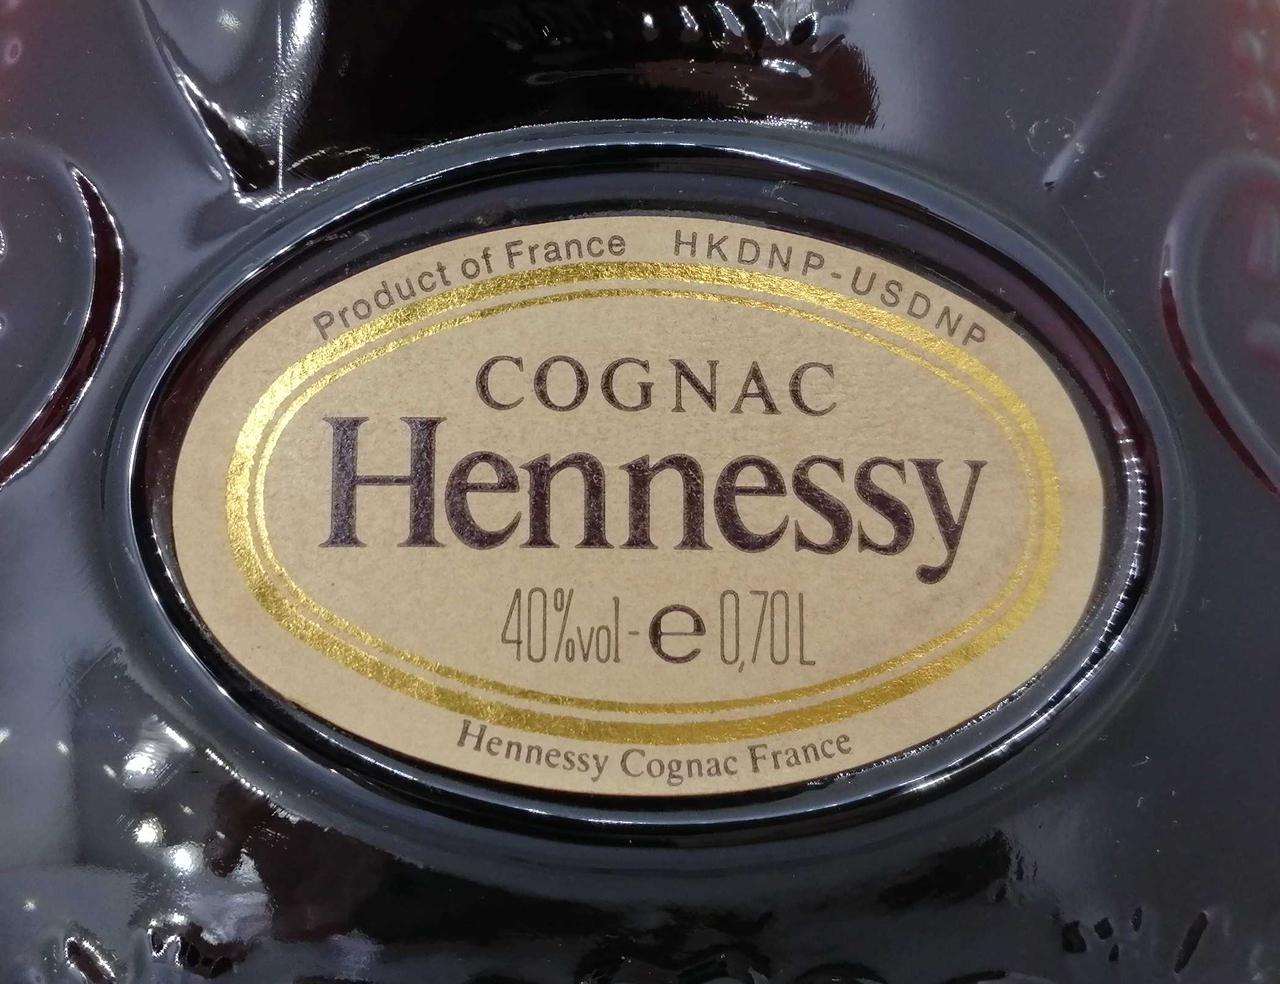 Product of France HKDNP-USDNP
COGNAC
Hennessy
40%vol - e 0,70L
Hennessy Cognac France